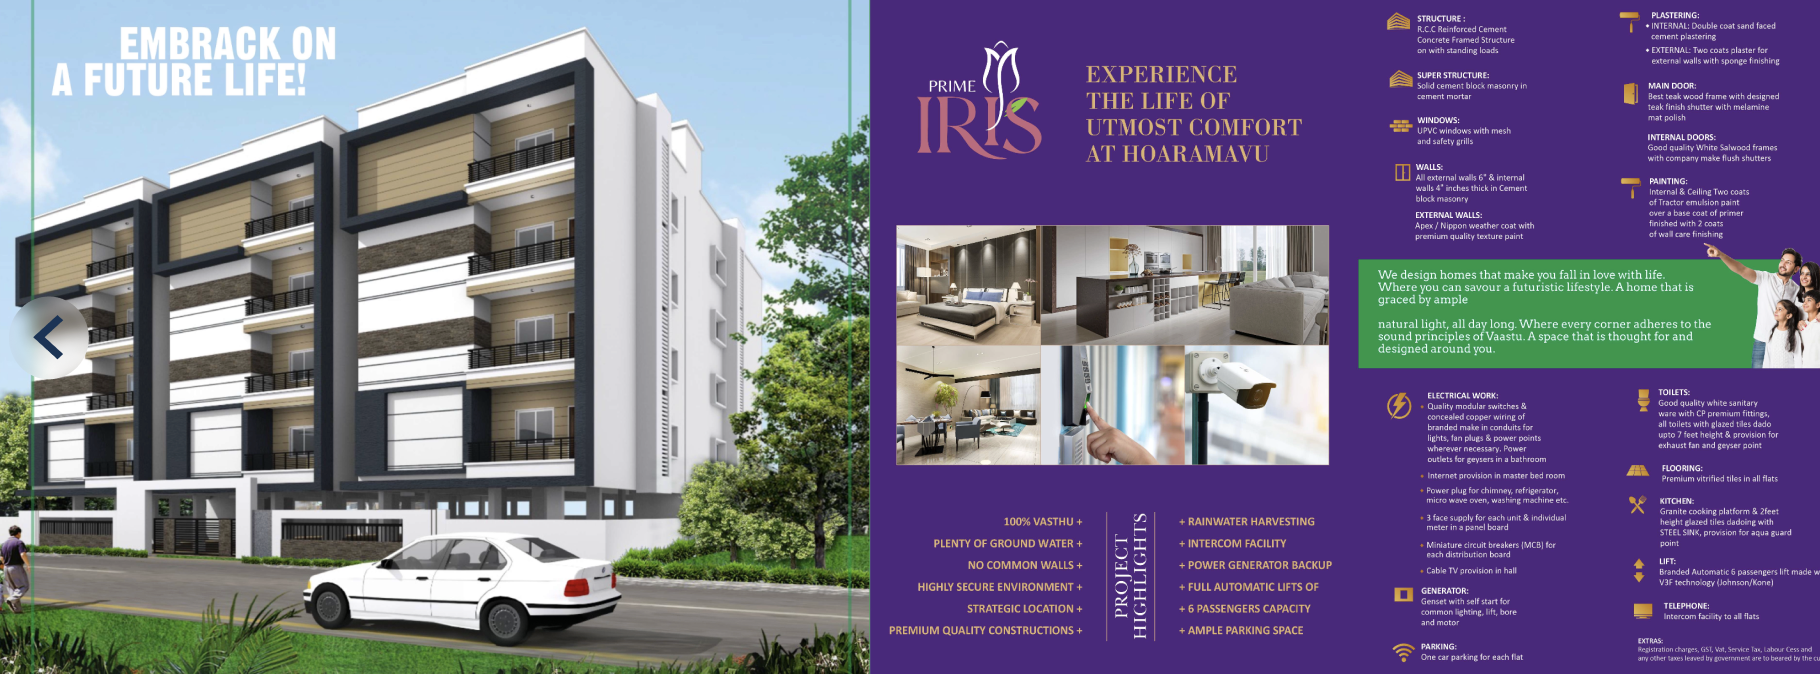 EMBRACK ON
A FUTURE LIFE!
PRIME
IRIS
EXPERIENCE
THE LIFE OF
UTMOST COMFORT
AT HOARAMAVU
100% VASTHU +
PLENTY OF GROUND WATER +
NO COMMON WALLS +
HIGHLY SECURE ENVIRONMENT +
STRATEGIC LOCATION +
PREMIUM QUALITY CONSTRUCTIONS +
PROJECT
HIGHLIGHTS
+ RAINWATER HARVESTING
+ INTERCOM FACILITY
+ POWER GENERATOR BACKUP
+ FULL AUTOMATIC LIFTS OF
+ 6 PASSENGERS CAPACITY
+ AMPLE PARKING SPACE
STRUCTURE :
R.C.C Reinforced Cement
Concrete Framed Structure
on with standing loads
SUPER STRUCTURE:
Solid cement block masonry in
cement mortar
WINDOWS:
UPVC windows with mesh
and safety grills
WALLS:
All external walls 6" & internal
walls 4" inches thick in Cement
block masonry
EXTERNAL WALLS:
Apex / Nippon weather coat with
premium quality texture paint
PLASTERING:
• INTERNAL: Double coat sand faced
cement plastering
• EXTERNAL: Two coats plaster for
external walls with sponge finishing
MAIN DOOR:
Best teak wood frame with designed
teak finish shutter with melamine
mat polish
INTERNAL DOORS:
Good quality White Salwood frames
with company make flush shutters
PAINTING:
Internal & Ceiling Two coats
of Tractor emulsion paint
over a base coat of primer
finished with 2 coats
of wall care finishing
We design homes that make you fall in love with life.
Where you can savour a futuristic lifestyle. A home that is
graced by ample
natural light, all day long. Where every corner adheres to the
sound principles of Vaastu. A space that is thought for and
designed around you.
ELECTRICAL WORK:
• Quality modular switches &
concealed copper wiring of
branded make in conduits for
lights, fan plugs & power points
wherever necessary. Power
outlets for geysers in a bathroom
• Internet provision in master bed room
• Power plug for chimney, refrigerator,
micro wave oven, washing machine etc.
• 3 face supply for each unit & individual
meter in a panel board
• Miniature circuit breakers (MCB) for
each distribution board
• Cable TV provision in hall
GENERATOR:
Genset with self start for
common lighting, lift, bore
and motor
PARKING:
One car parking for each flat
TOILETS:
Good quality white sanitary
ware with CP premium fittings,
all toilets with glazed tiles dado
upto 7 feet height & provision for
exhaust fan and geyser point
FLOORING:
Premium vitrified tiles in all flats
KITCHEN:
Granite cooking platform & 2feet
height glazed tiles dadoing with
STEEL SINK, provision for aqua guard
point
LIFT:
Branded Automatic 6 passengers lift made w
V3F technology (Johnson/Kone)
TELEPHONE:
Intercom facility to all flats
EXTRAS:
Registration charges, GST, Vat, Service Tax, Labour Cess and
any other taxes leaved by government are to beared by the cu